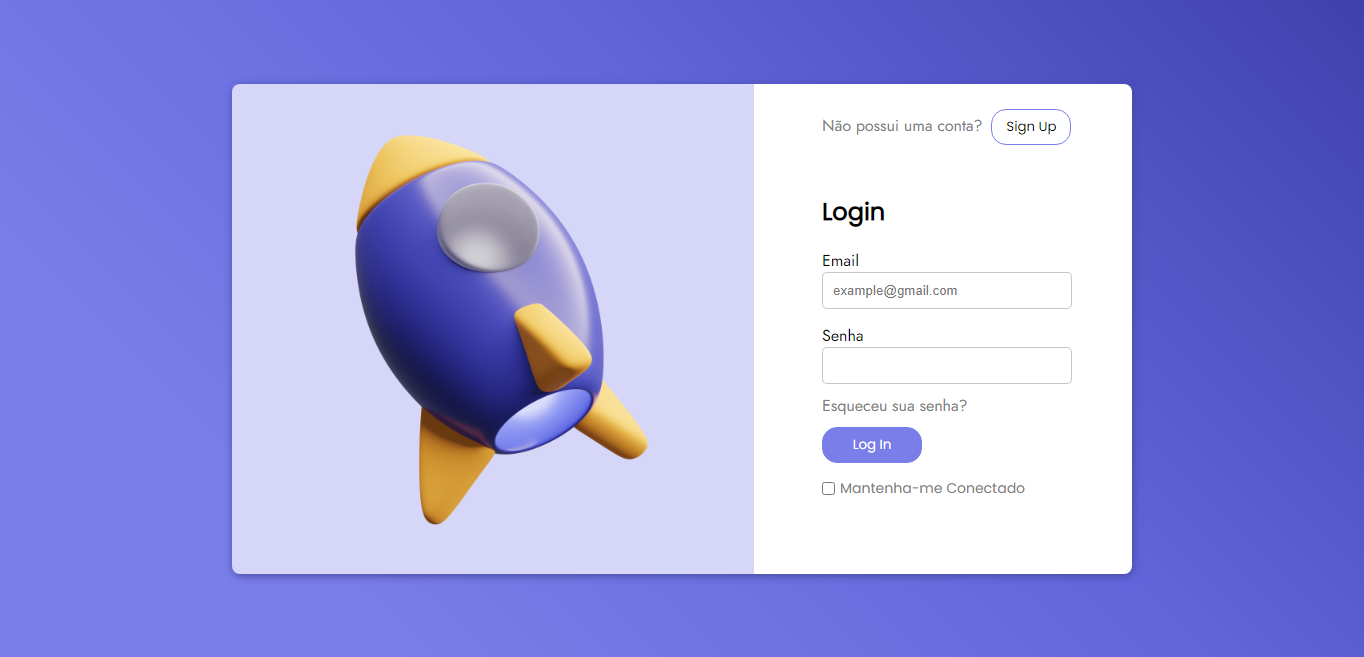 Não possui uma conta? Sign Up
Login
Email
example@gmail.com
Senha
Esqueceu sua senha?
Log In
Mantenha-me Conectado